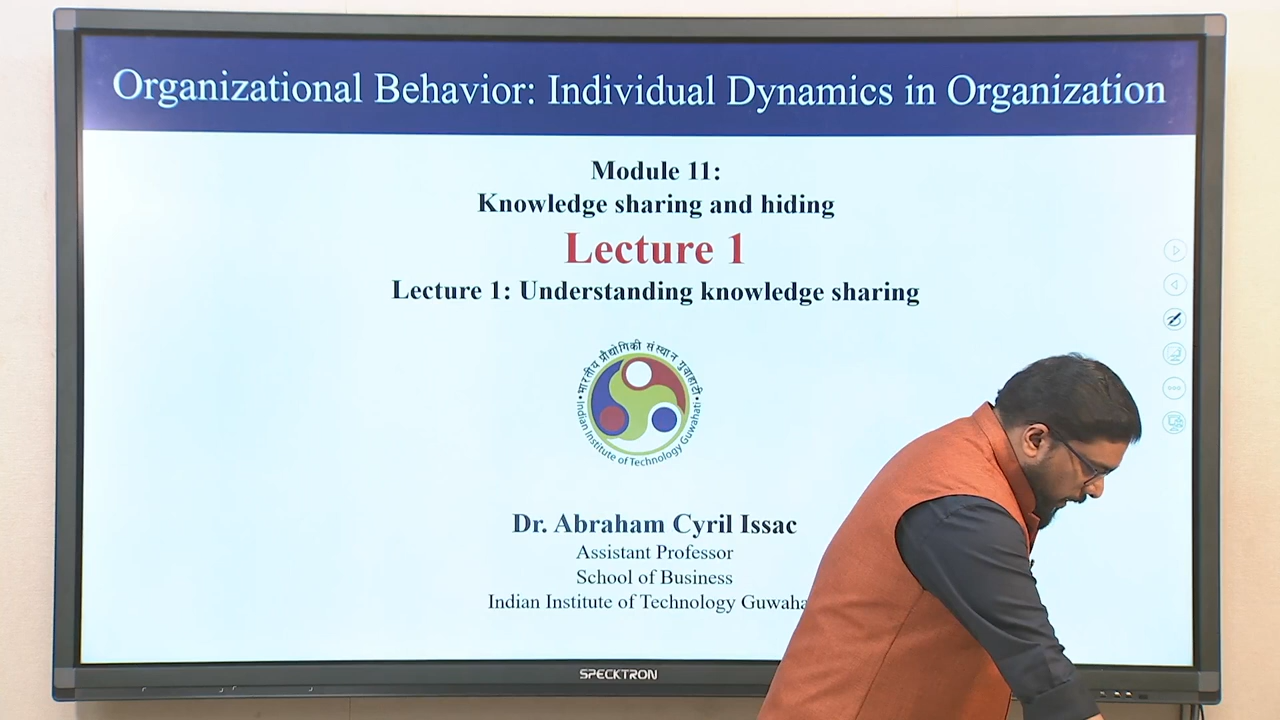 Organizational Behavior: Individual Dynamics in Organization
Module 11:
Knowledge sharing and hiding
Lecture 1
Lecture 1: Understanding knowledge sharing
भारतीय प्रौद्योगिकी संस्थान गुवाहाटी
Indian Institute of Technology Guwahati
Dr. Abraham Cyril Issac
Assistant Professor
School of Business
Indian Institute of Technology Guwaha
SPECKTRON